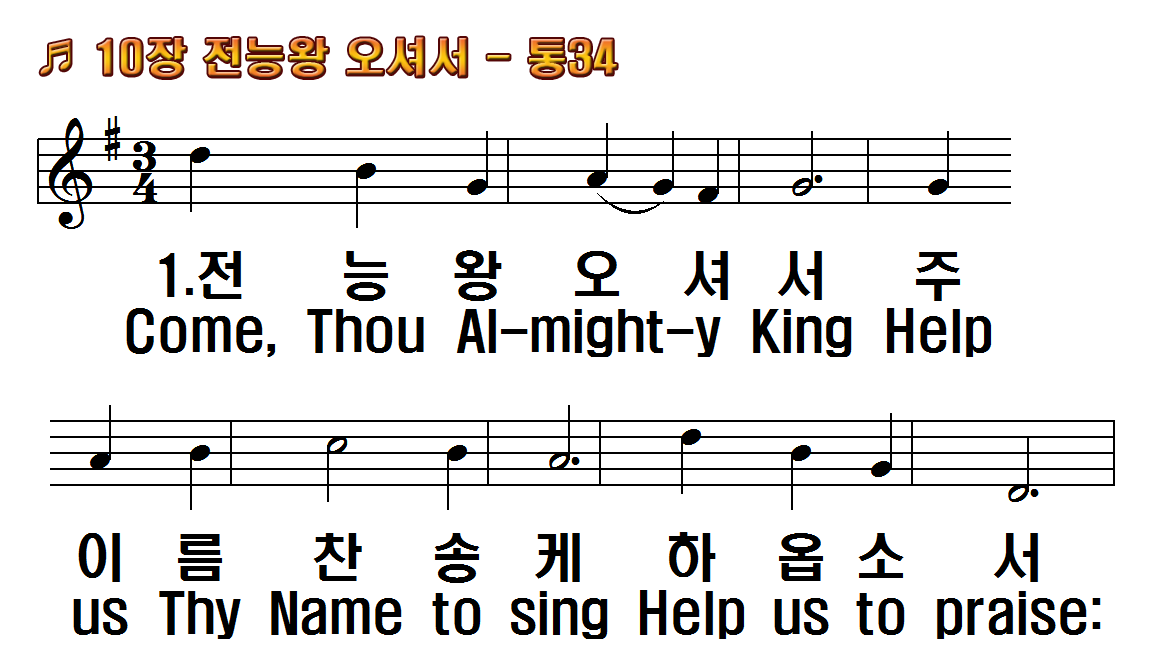 ♬ 10장 전능왕 오셔서 - 통34
3/4
1.전 능 왕 오 셔 서 주
Come, Thou Al-might-y King Help
이 름 찬 송 케 하 옵 소 서
us Thy Name to sing Help us to praise: